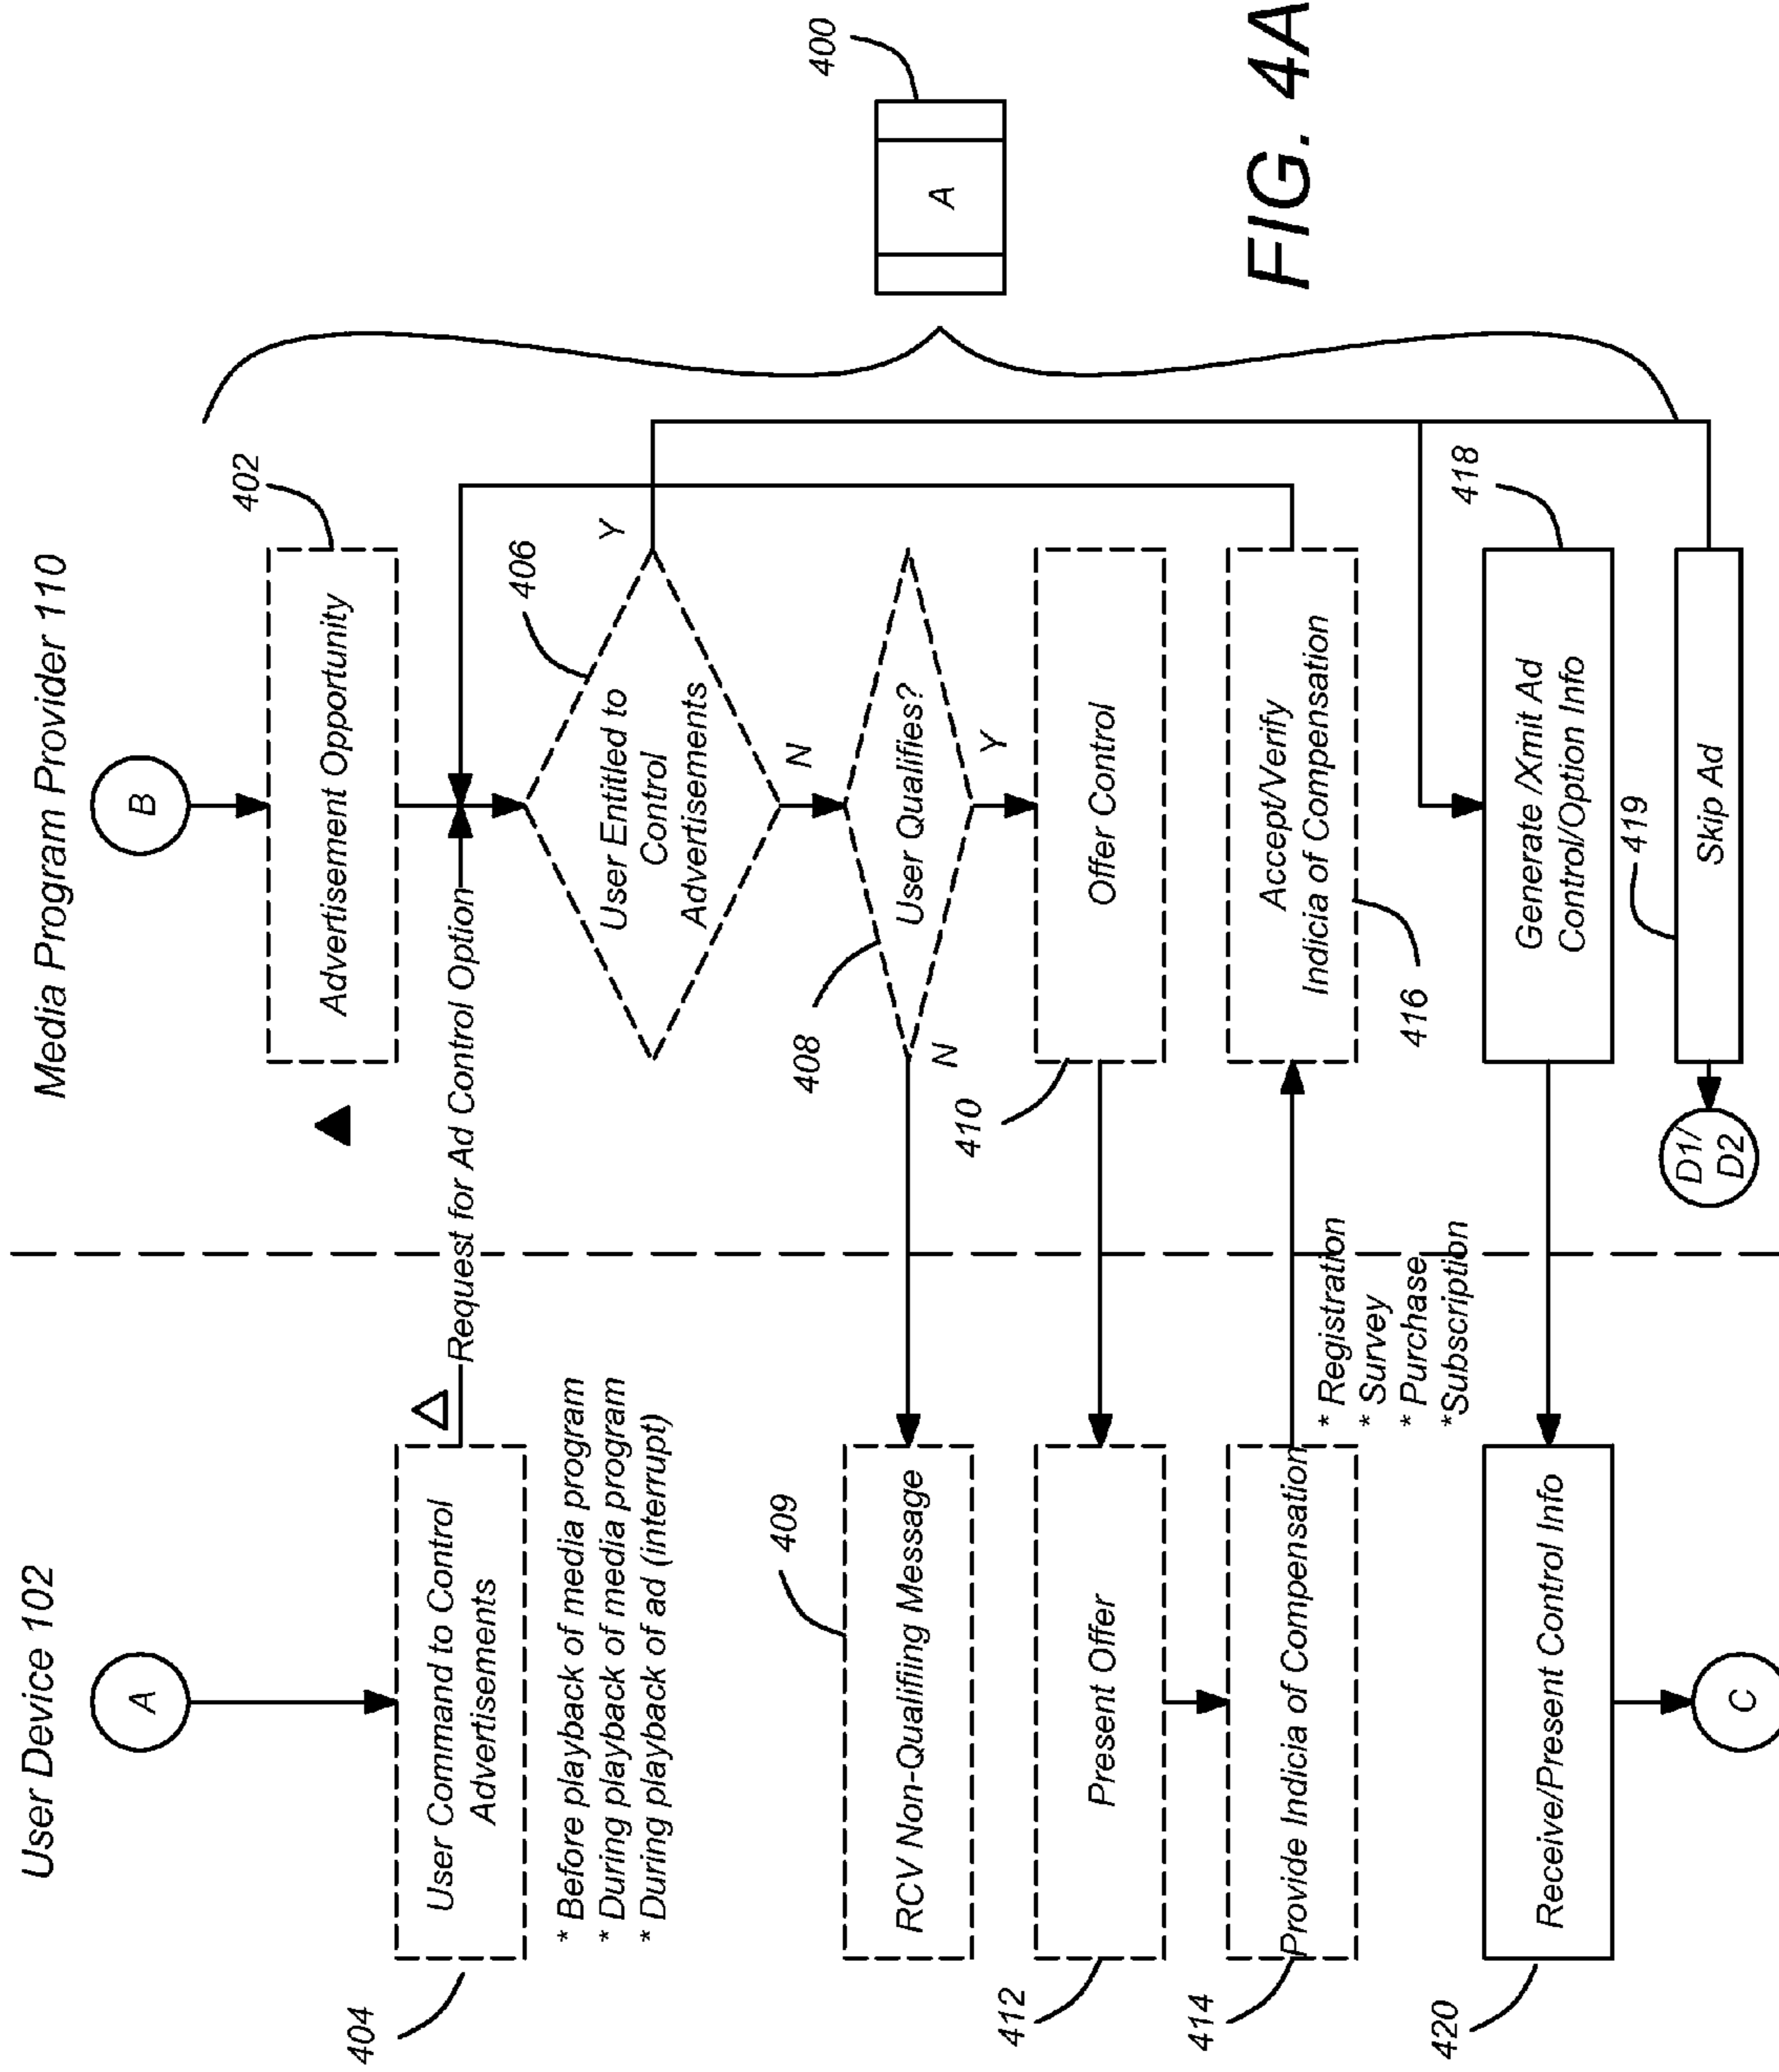 User Device 102
Media Program Provider 110
A
B
402
Advertisement Opportunity
404
User Command to Control
Advertisements
Request for Ad Control Option
* Before playback of media program
* During playback of media program
* During playback of ad (interrupt)
406
User Entitled to
Control
Advertisements
Y
N
408
User Qualifies?
N
Y
409
RCV Non-Qualifiing Message
410
Offer Control
412
Present Offer
414
Provide Indicia of Compensation
* Registration
* Survey
* Purchase
*Subscription
Accept/Verify
Indicia of Compensation
416
418
Generate /Xmit Ad
Control/Option Info
420
Receive/Present Control Info
419
Skip Ad
D1/
D2
C
400
A
FIG. 4A